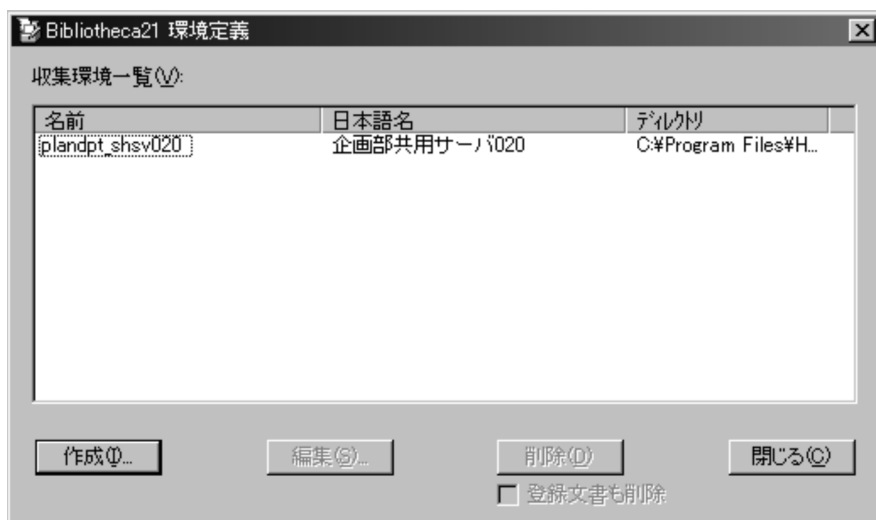 Bibliotheca21 環境定義
収集環境一覧(V):
名前 日本語名 ディレクトリ
plandpt_shsv020 企画部共用サーバ020 C:¥Program Files¥H...
作成(I)... 編集(S)... 削除(D) 閉じる(C)
登録文書も削除